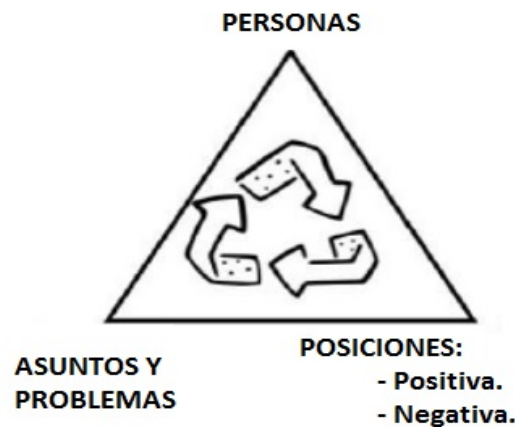 PERSONAS
ASUNTOS Y
PROBLEMAS
POSICIONES:
- Positiva.
- Negativa.